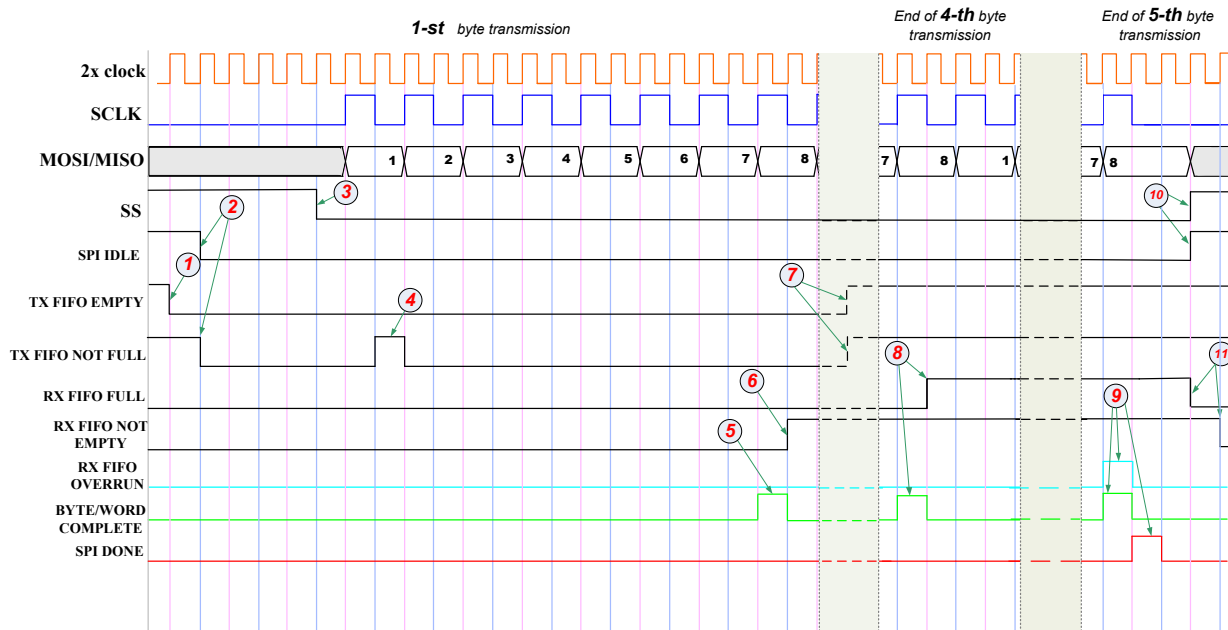 1-st byte transmission
End of 4-th byte
transmission
End of 5-th byte
transmission
2x clock
SCLK
MOSI/MISO
1 2 3 4 5 6 7 8 7 8 1 7 8
SS
3
10
2
SPI IDLE
1
TX FIFO EMPTY
7
4
TX FIFO NOT FULL
8
11
RX FIFO FULL
6
9
RX FIFO NOT
EMPTY
5
RX FIFO
OVERRUN
BYTE/WORD
COMPLETE
SPI DONE